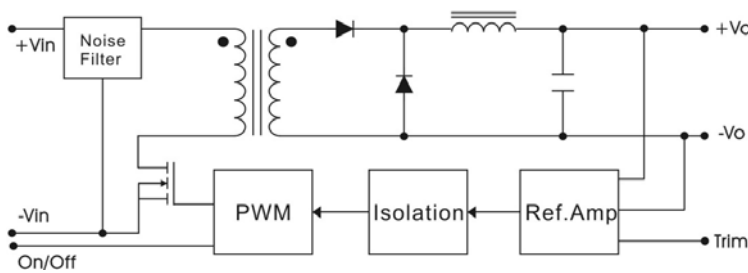 +Vin
Noise
Filter
+Vo
-Vo
-Vin
PWM
Isolation
Ref.Amp
On/Off
Trim